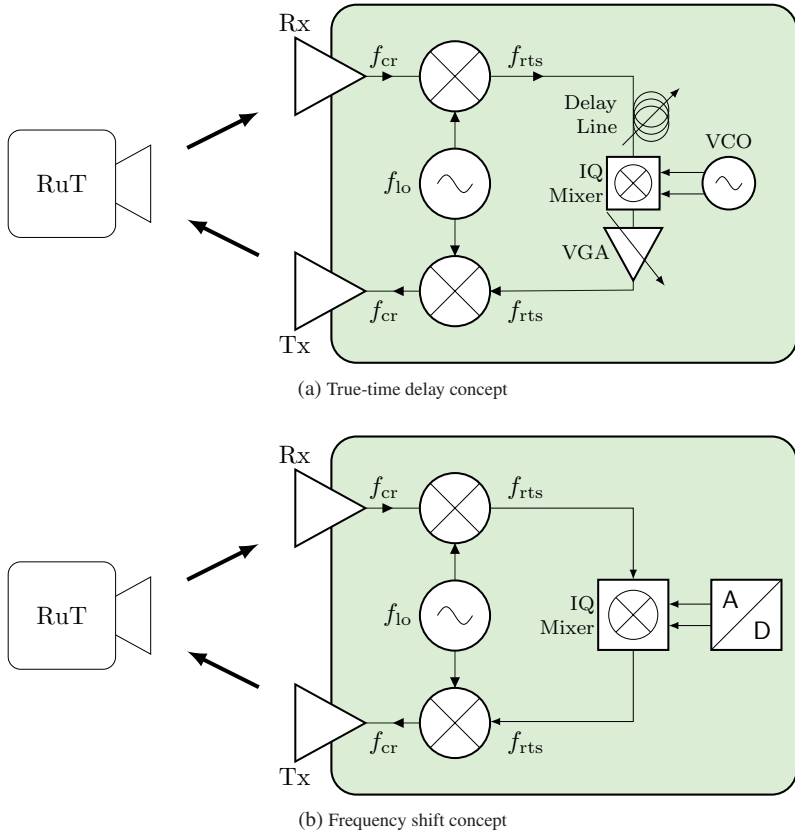 Rx
f_cr
f_rts
Delay
Line
VCO
RuT
f_lo
IQ
Mixer
VGA
f_cr
f_rts
Tx
(a) True-time delay concept
Rx
f_cr
f_rts
RuT
f_lo
IQ
Mixer
A
D
f_cr
f_rts
Tx
(b) Frequency shift concept